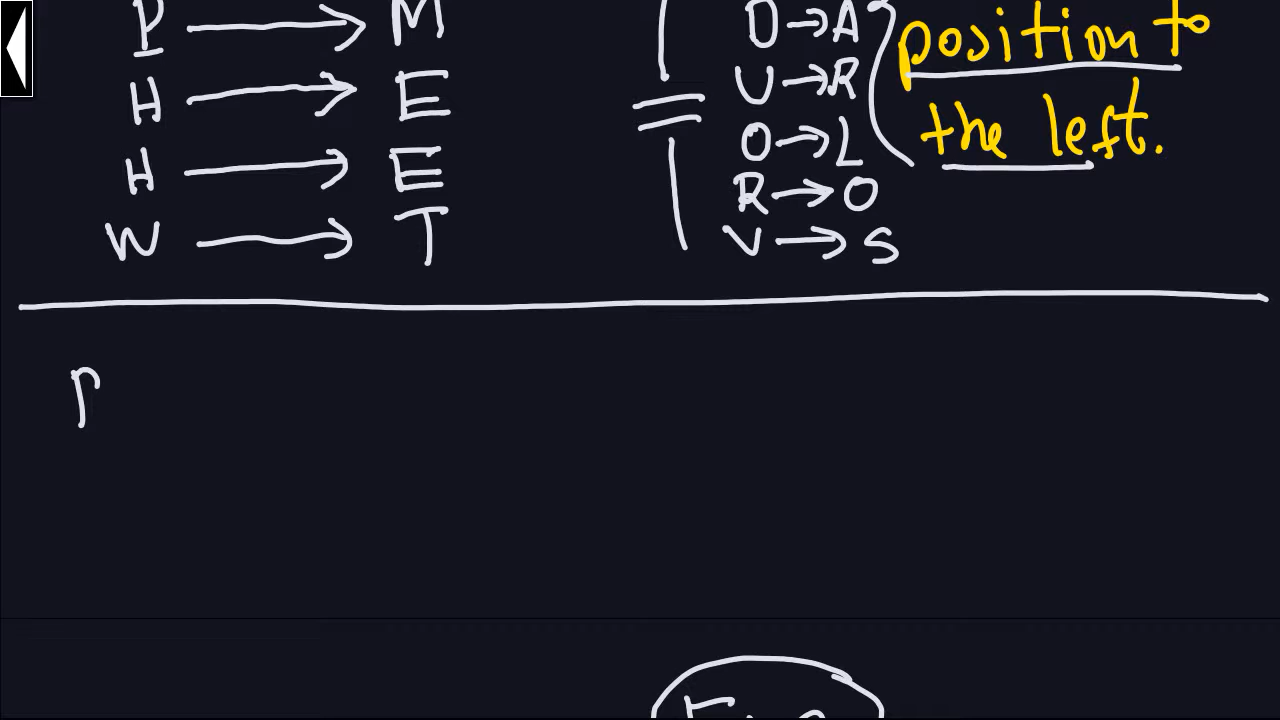 P → M
H → E
H → E
W → T
D → A
U → R
O → L
R → O
V → S
position to
the left.